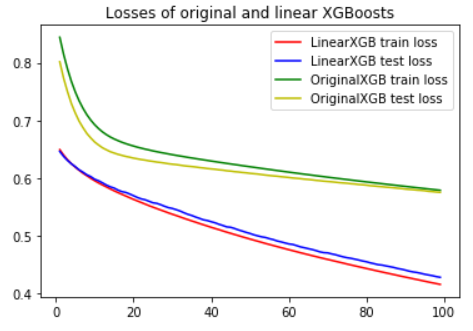 Losses of original and linear XGBoosts
LinearXGB train loss
LinearXGB test loss
OriginalXGB train loss
OriginalXGB test loss
0.8
0.7
0.6
0.5
0.4
0 20 40 60 80 100